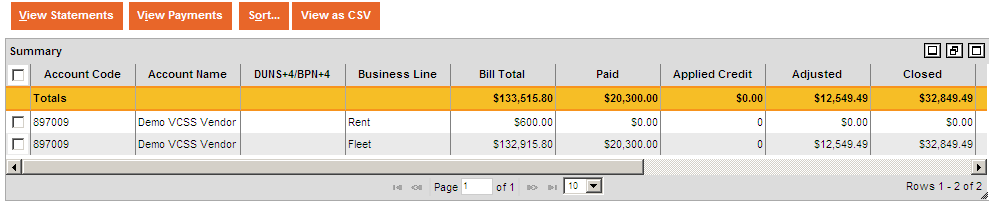 View Statements View Payments Sort... View as CSV
Summary
Account Code Account Name DUNS+4/BPN+4 Business Line Bill Total Paid Applied Credit Adjusted Closed
Totals $133,515.80 $20,300.00 $0.00 $12,549.49 $32,849.49
897009 Demo VCSS Vendor Rent $600.00 $0.00 0 $0.00 $0.00
897009 Demo VCSS Vendor Fleet $132,915.80 $20,300.00 0 $12,549.49 $32,849.49
Page 1 of 1 10 Rows 1 - 2 of 2